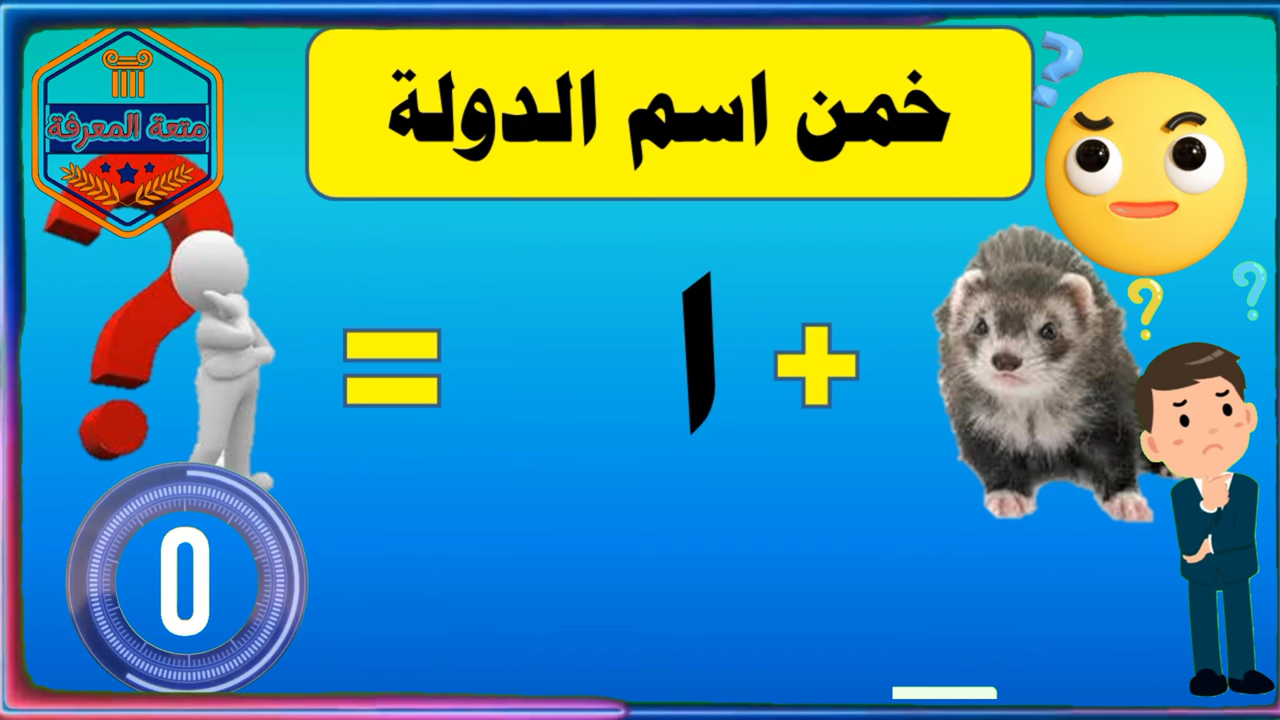 خمن اسم الدولة
متعة المعرفة
؟ ؟
+ ا =
؟
0